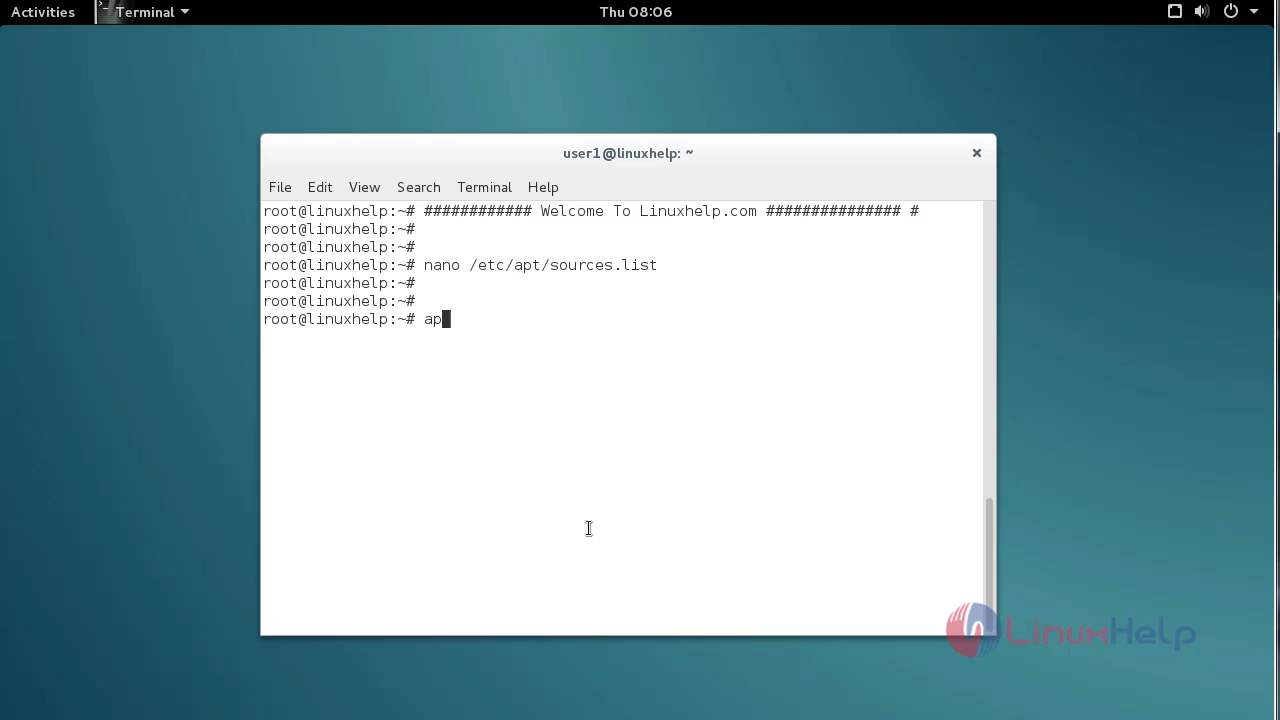 Activities Terminal Thu 08:06
user1@linuxhelp: ~
File Edit View Search Terminal Help
root@linuxhelp:~# ############ Welcome To Linuxhelp.com ############### #
root@linuxhelp:~#
root@linuxhelp:~#
root@linuxhelp:~# nano /etc/apt/sources.list
root@linuxhelp:~#
root@linuxhelp:~#
root@linuxhelp:~# ap
LinuxHelp